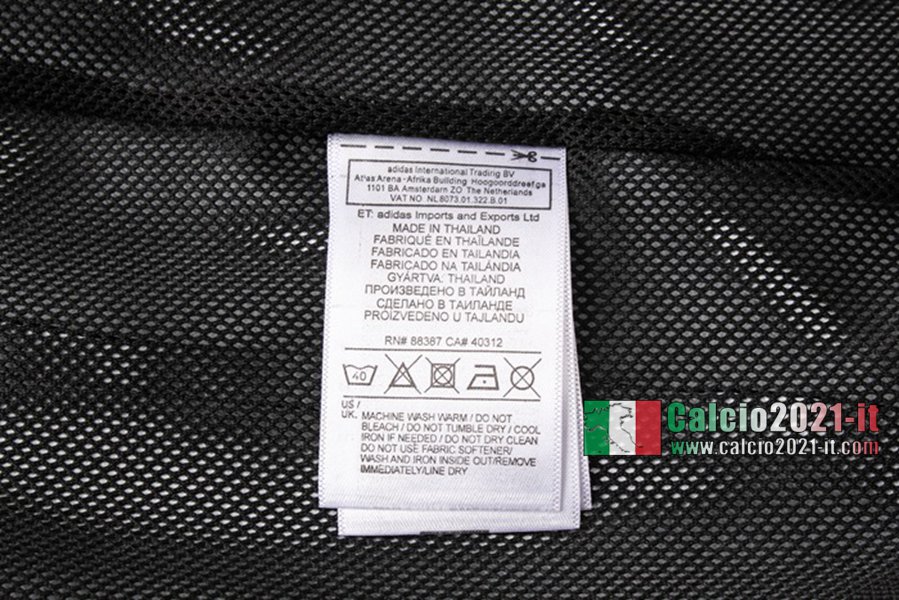 adidas International Trading BV
Atlas Arena - Afrika Building Hoogoorddreef 9a
1101 BA Amsterdam ZO The Netherlands
VAT NO NL8073.01.322.B.01
ET: adidas Imports and Exports Ltd
MADE IN THAILAND
FABRIQUÉ EN THAÏLANDE
FABRICADO EN TAILANDIA
FABRICADO NA TAILÂNDIA
GYÁRTVA: THAILAND
ПРОИЗВЕДЕНО В ТАЙЛАНД
СДЕЛАНО В ТАИЛАНДЕ
PROIZVEDENO U TAJLANDU
RN# 88387 CA# 40312
40
US /
UK. MACHINE WASH WARM / DO NOT
BLEACH / DO NOT TUMBLE DRY / COOL
IRON IF NEEDED / DO NOT DRY CLEAN
DO NOT USE FABRIC SOFTENER/
WASH AND IRON INSIDE OUT/REMOVE
IMMEDIATELY/LINE DRY
Calcio2021-it
www.calcio2021-it.com